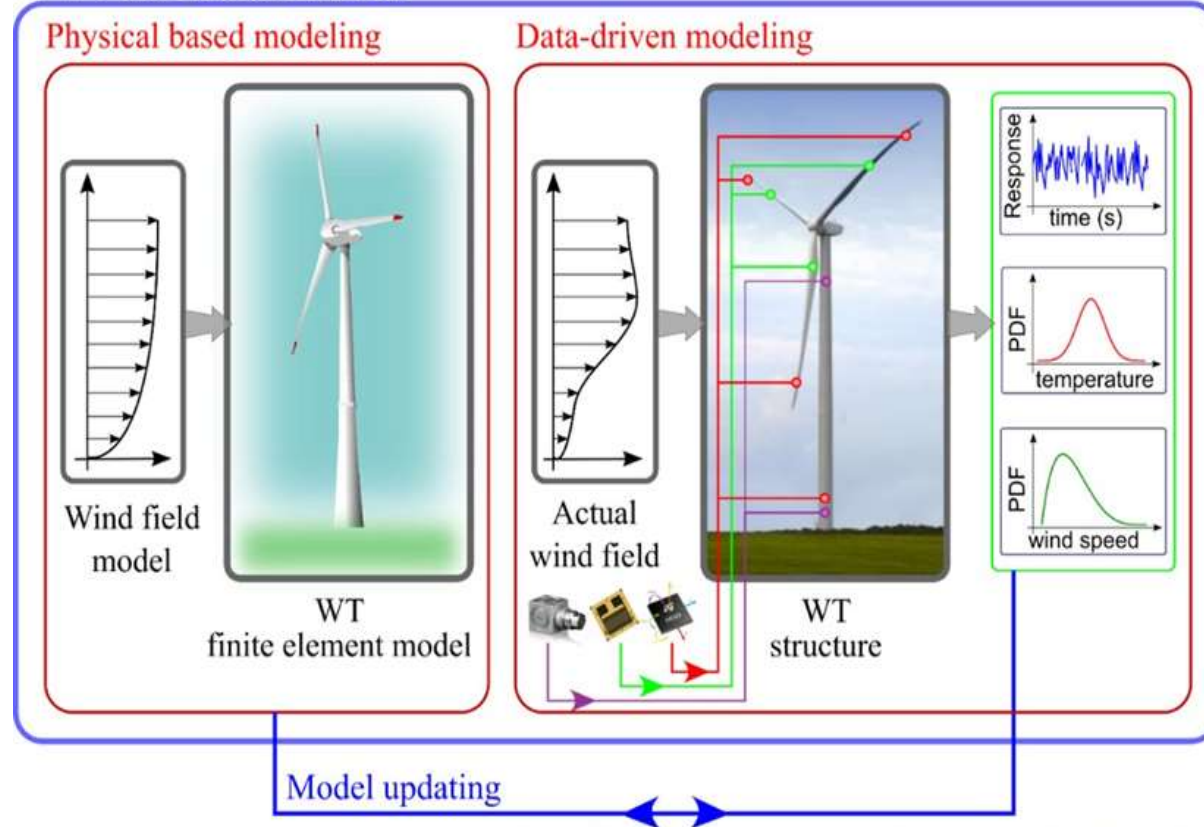 Physical based modeling
Data-driven modeling
Wind field
model
WT
finite element model
Actual
wind field
WT
structure
Response
time (s)
PDF
temperature
PDF
wind speed
Model updating